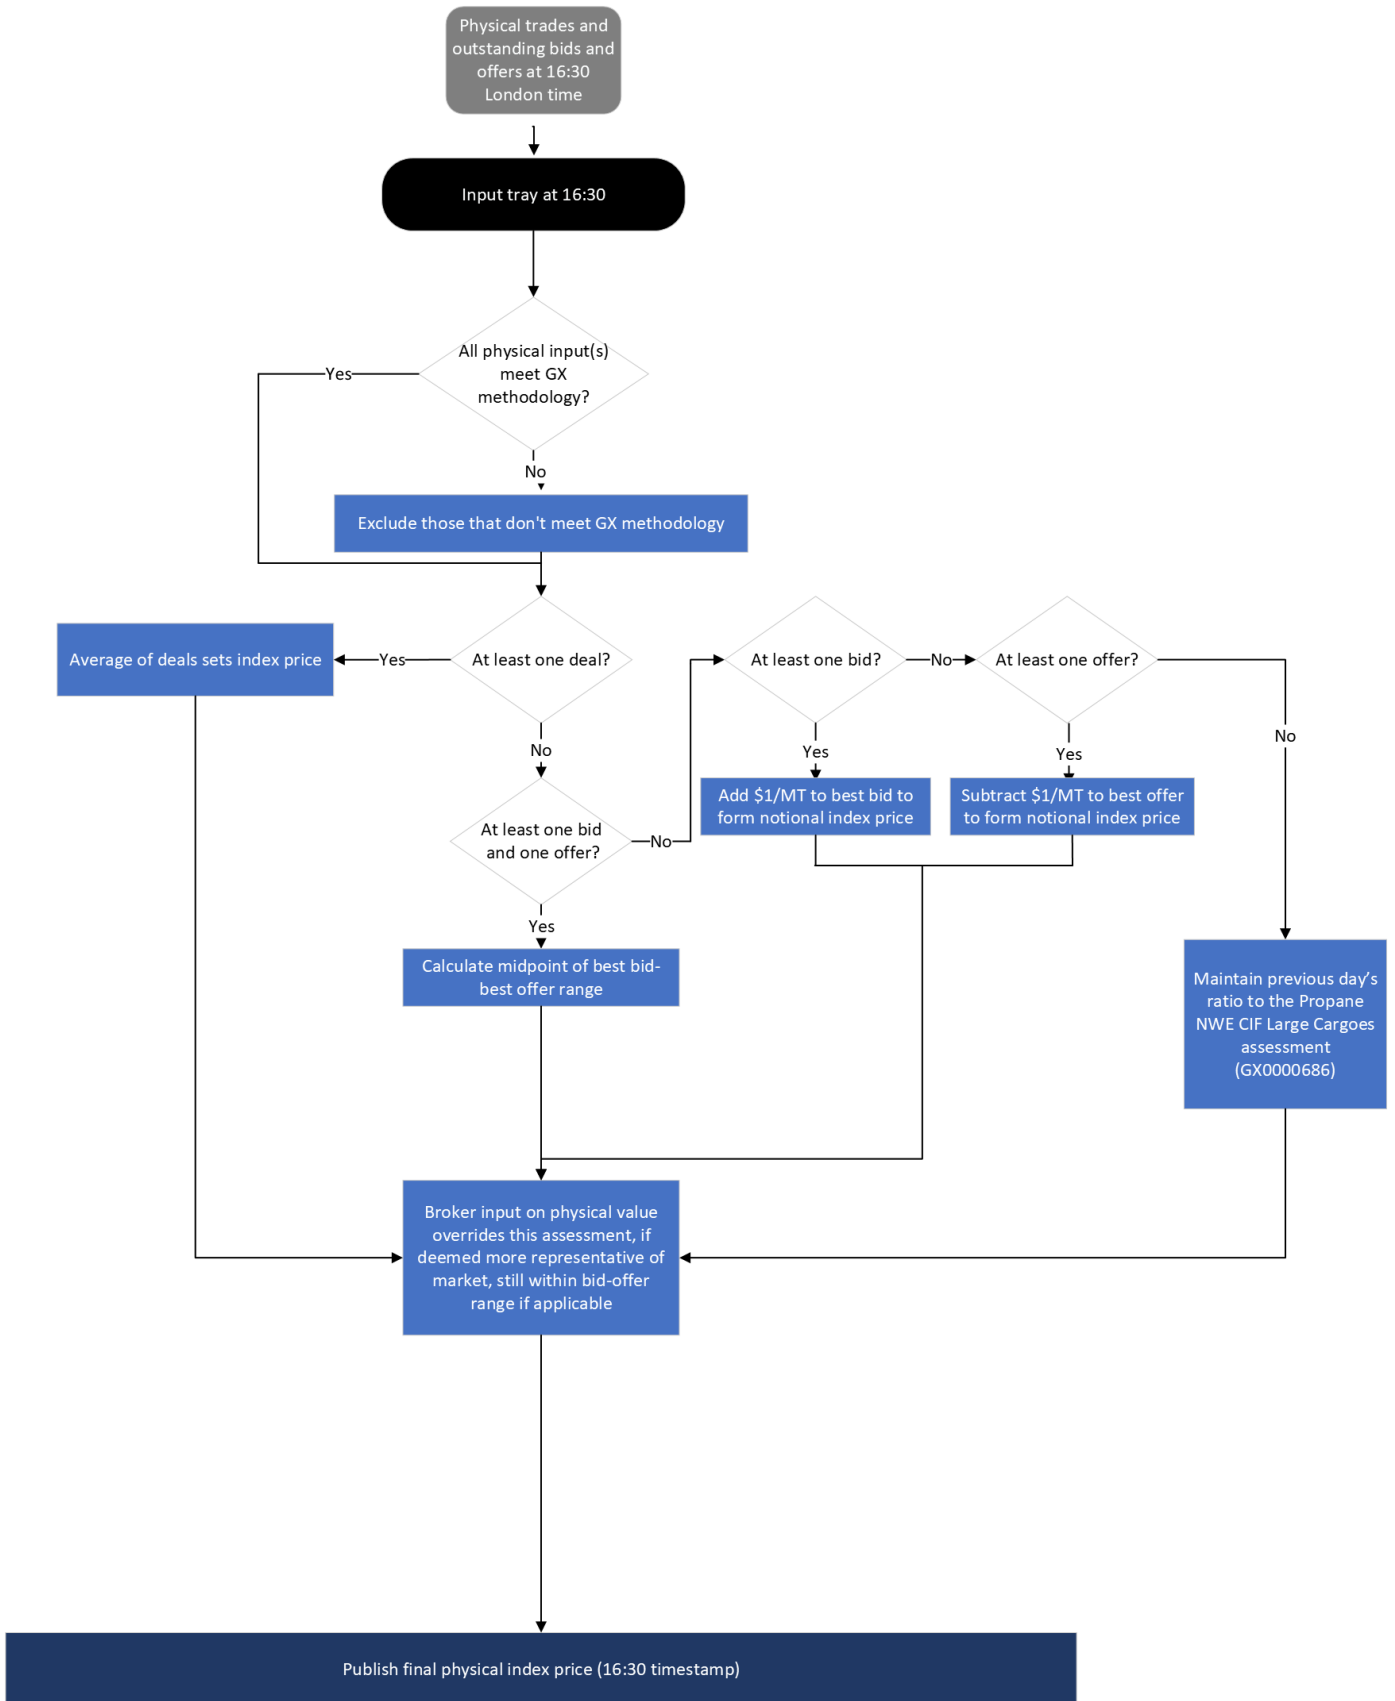 Physical trades and
outstanding bids and
offers at 16:30
London time
Input tray at 16:30
All physical input(s)
meet GX
methodology?
Yes
No
Exclude those that don't meet GX methodology
Average of deals sets index price
Yes
At least one deal?
At least one bid?
No
At least one offer?
No
Yes
Yes
No
Add $1/MT to best bid to
form notional index price
Subtract $1/MT to best offer
to form notional index price
At least one bid
and one offer?
No
Yes
Calculate midpoint of best bid-
best offer range
Maintain previous day’s
ratio to the Propane
NWE CIF Large Cargoes
assessment
(GX0000686)
Broker input on physical value
overrides this assessment, if
deemed more representative of
market, still within bid-offer
range if applicable
Publish final physical index price (16:30 timestamp)